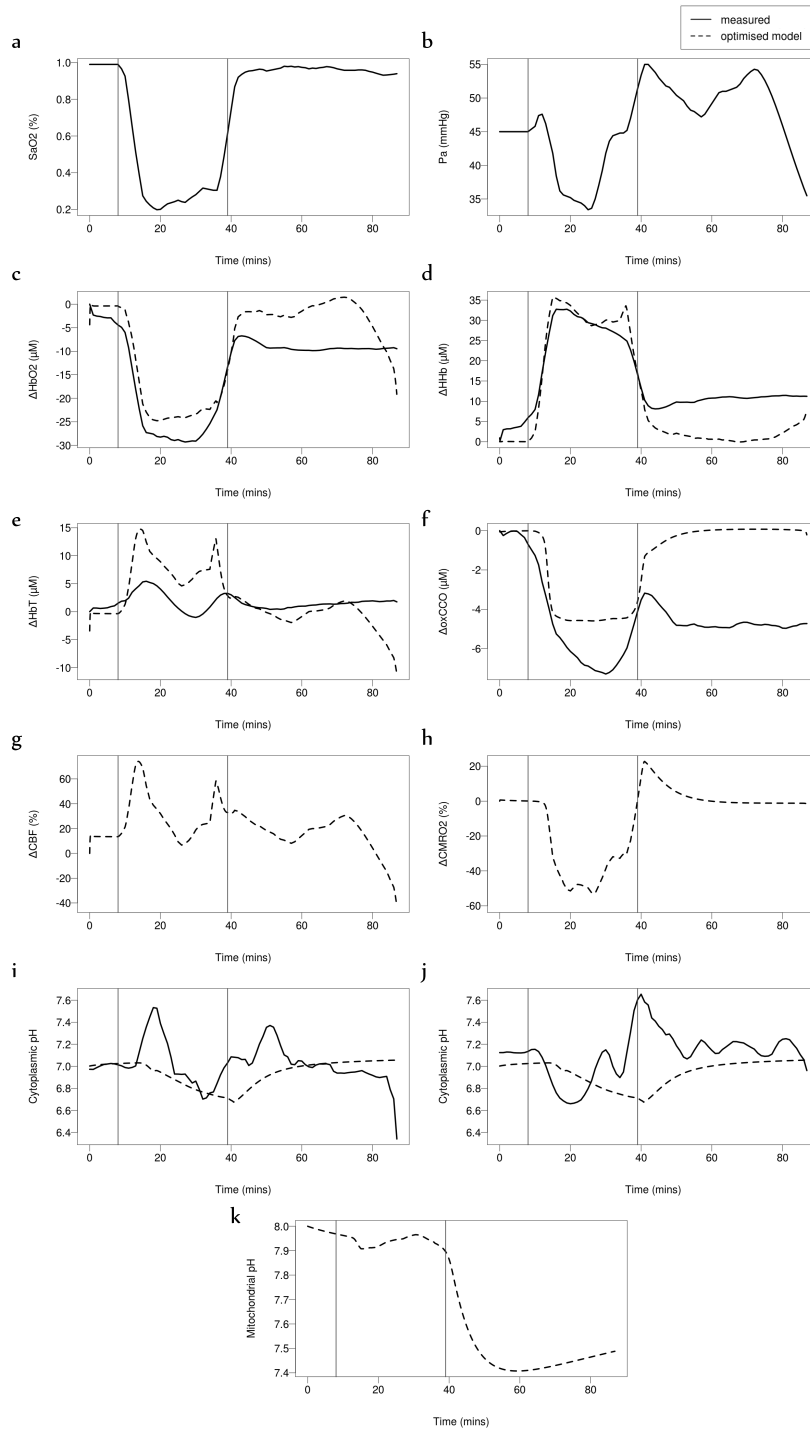 measured
optimised model
a
b
SaO2 (%)
1.0
0.8
0.6
0.4
0.2
0 20 40 60 80
Time (mins)
Pa (mmHg)
55
50
45
40
35
0 20 40 60 80
Time (mins)
c
d
ΔHbO2 (μM)
0
-5
-10
-15
-20
-25
-30
0 20 40 60 80
Time (mins)
ΔHHb (μM)
35
30
25
20
15
10
5
0
0 20 40 60 80
Time (mins)
e
f
ΔHbT (μM)
15
10
5
0
-5
-10
0 20 40 60 80
Time (mins)
ΔoxCCO (μM)
0
-2
-4
-6
0 20 40 60 80
Time (mins)
g
h
ΔCBF (%)
60
40
20
0
-20
-40
0 20 40 60 80
Time (mins)
ΔCMRO2 (%)
20
0
-20
-40
-60
0 20 40 60 80
Time (mins)
i
j
Cytoplasmic pH
7.6
7.4
7.2
7.0
6.8
6.6
6.4
0 20 40 60 80
Time (mins)
Cytoplasmic pH
7.6
7.4
7.2
7.0
6.8
6.6
6.4
0 20 40 60 80
Time (mins)
k
Mitochondrial pH
8.0
7.9
7.8
7.7
7.6
7.5
7.4
0 20 40 60 80
Time (mins)